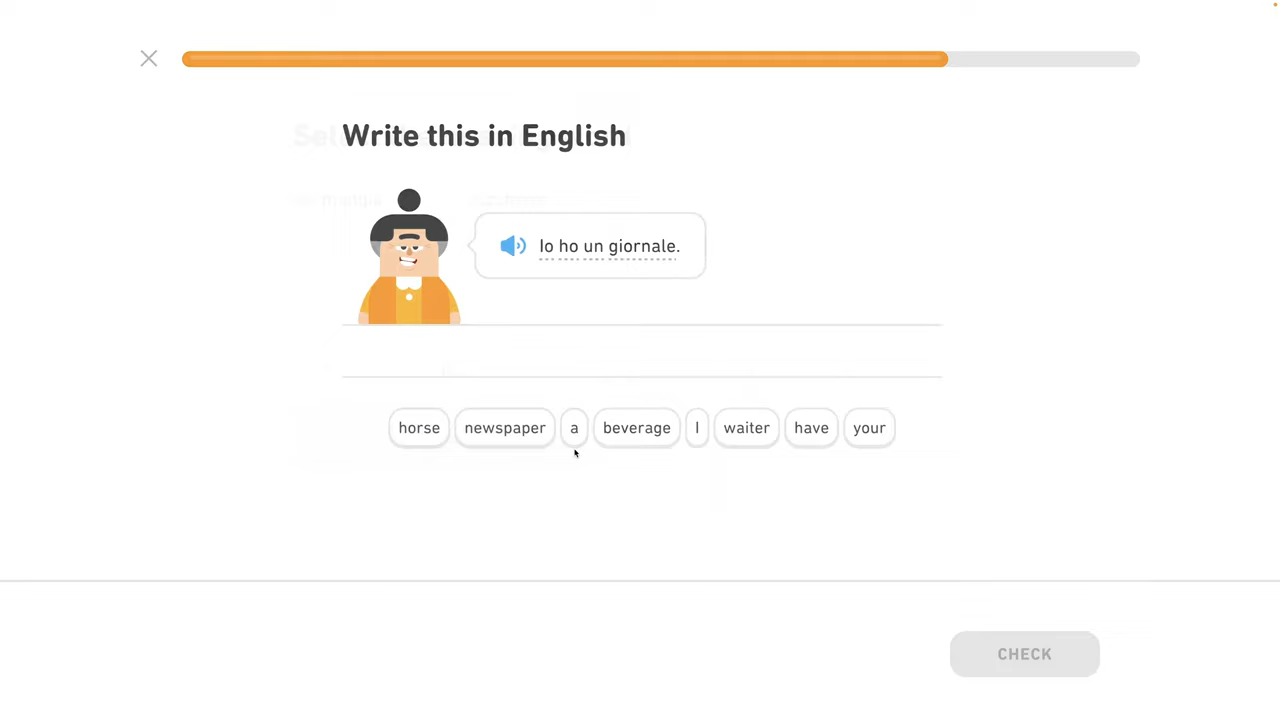 Write this in English
Io ho un giornale.
horse newspaper a beverage I waiter have your
CHECK